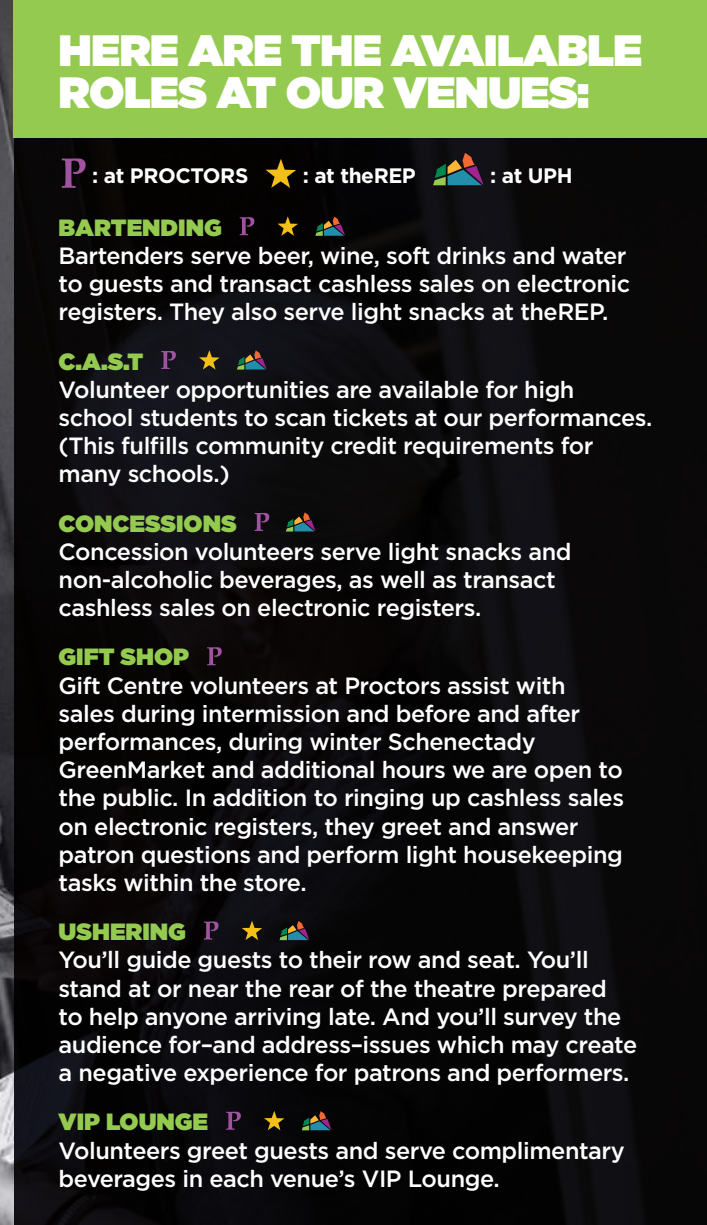 HERE ARE THE AVAILABLE
ROLES AT OUR VENUES:
P : at PROCTORS : at theREP : at UPH
BARTENDING P
Bartenders serve beer, wine, soft drinks and water
to guests and transact cashless sales on electronic
registers. They also serve light snacks at theREP.
C.A.S.T P
Volunteer opportunities are available for high
school students to scan tickets at our performances.
(This fulfills community credit requirements for
many schools.)
CONCESSIONS P
Concession volunteers serve light snacks and
non-alcoholic beverages, as well as transact
cashless sales on electronic registers.
GIFT SHOP P
Gift Centre volunteers at Proctors assist with
sales during intermission and before and after
performances, during winter Schenectady
GreenMarket and additional hours we are open to
the public. In addition to ringing up cashless sales
on electronic registers, they greet and answer
patron questions and perform light housekeeping
tasks within the store.
USHERING P
You’ll guide guests to their row and seat. You’ll
stand at or near the rear of the theatre prepared
to help anyone arriving late. And you’ll survey the
audience for–and address–issues which may create
a negative experience for patrons and performers.
VIP LOUNGE P
Volunteers greet guests and serve complimentary
beverages in each venue’s VIP Lounge.